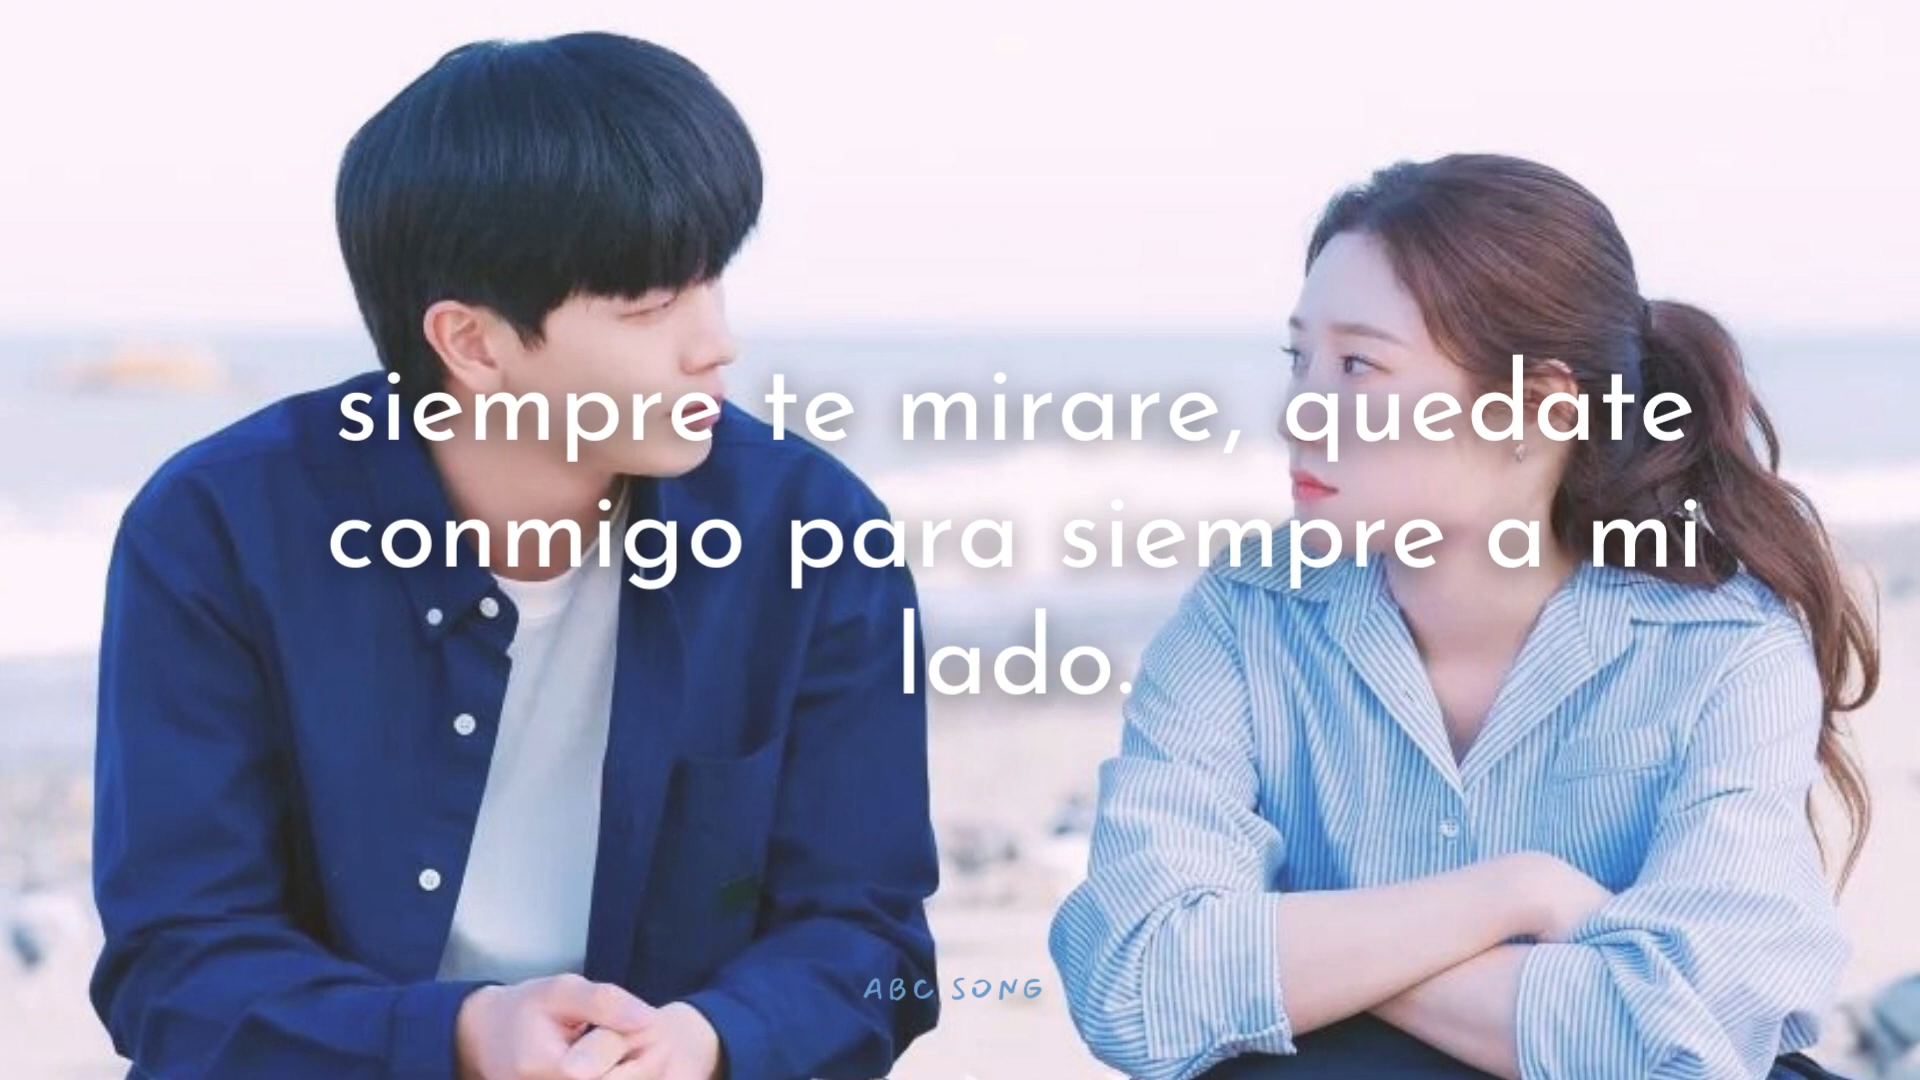 siempre te mirare, quedate
conmigo para siempre a mi
lado.
ABC SONG